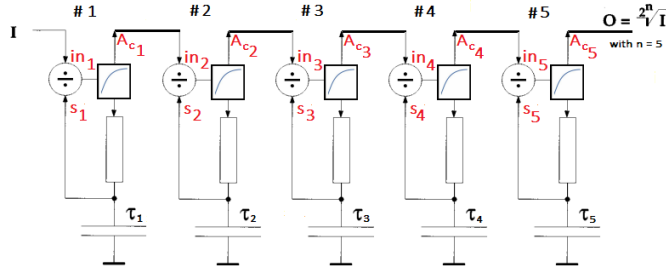 # 1 # 2 # 3 # 4 # 5 O = 2ⁿ√I
I Ac1 Ac2 Ac3 Ac4 Ac5 with n = 5
in1 in2 in3 in4 in5
÷ ÷ ÷ ÷ ÷
s1 s2 s3 s4 s5
τ1 τ2 τ3 τ4 τ5